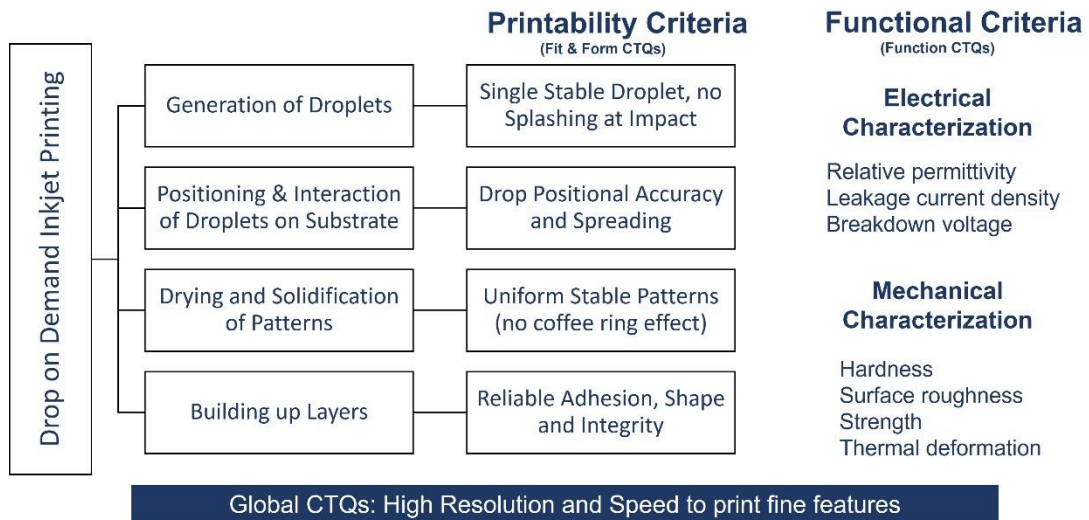 Printability Criteria
(Fit & Form CTQs)
Functional Criteria
(Function CTQs)
Drop on Demand Inkjet Printing
Generation of Droplets
Single Stable Droplet, no
Splashing at Impact
Positioning & Interaction
of Droplets on Substrate
Drop Positional Accuracy
and Spreading
Drying and Solidification
of Patterns
Uniform Stable Patterns
(no coffee ring effect)
Building up Layers
Reliable Adhesion, Shape
and Integrity
Electrical
Characterization
Relative permittivity
Leakage current density
Breakdown voltage
Mechanical
Characterization
Hardness
Surface roughness
Strength
Thermal deformation
Global CTQs: High Resolution and Speed to print fine features